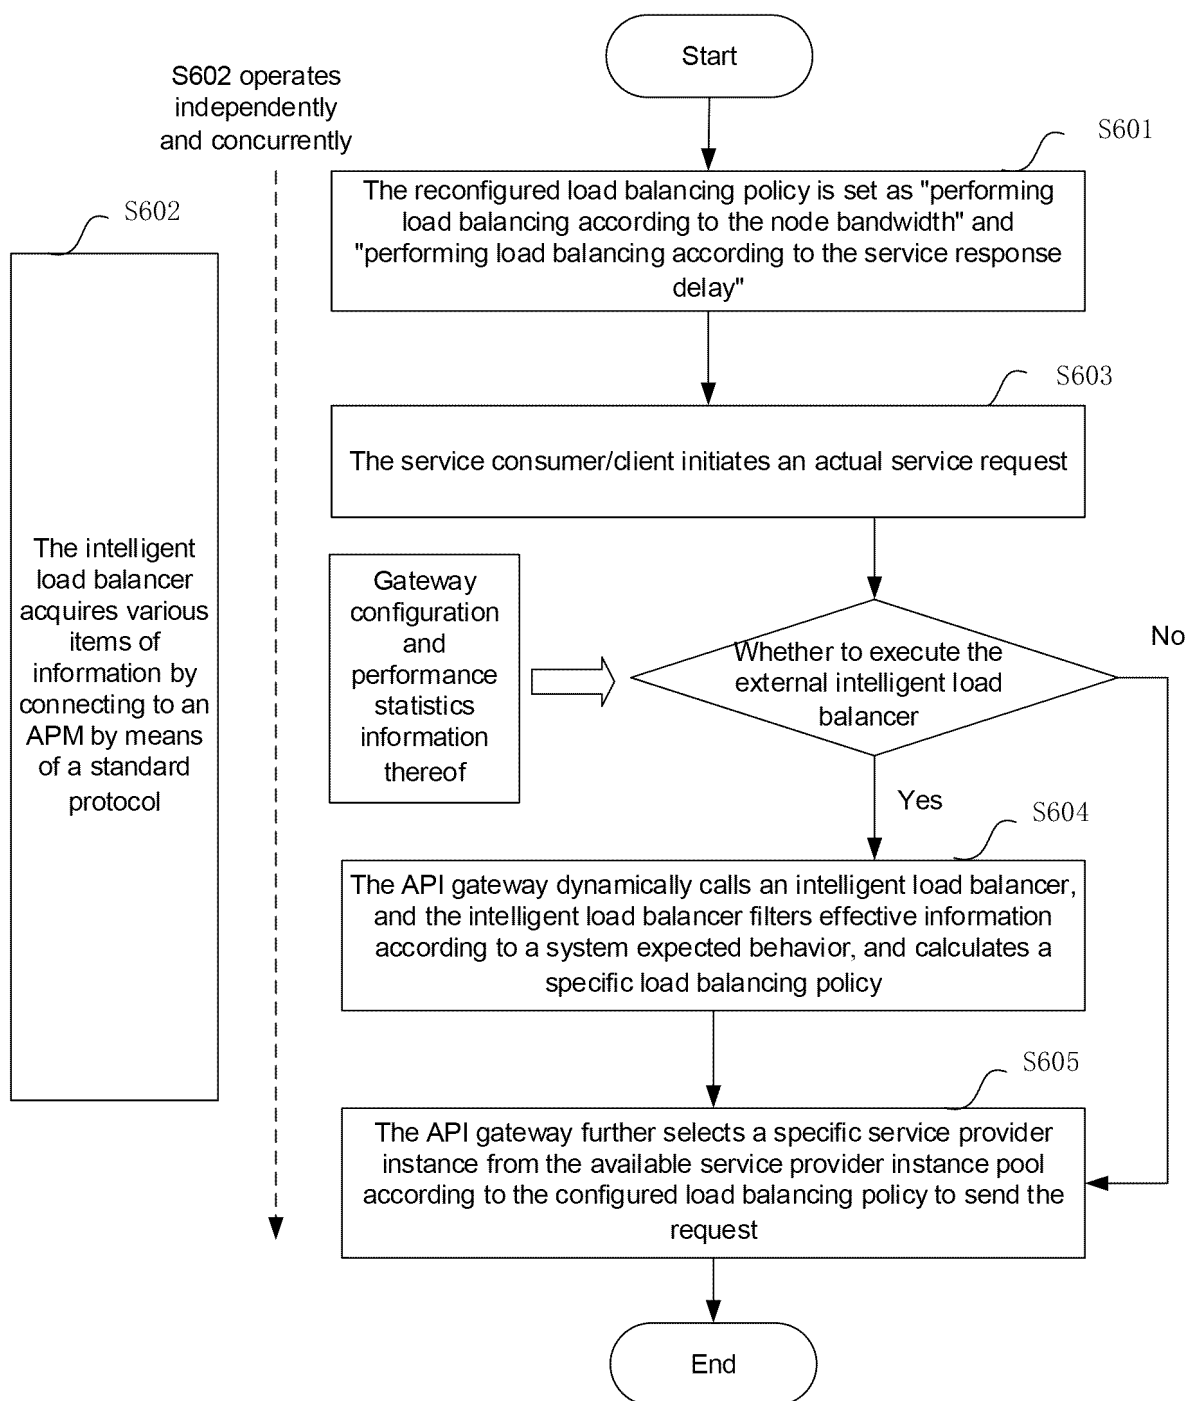 Start
S602 operates
independently
and concurrently
S601
The reconfigured load balancing policy is set as "performing
load balancing according to the node bandwidth" and
"performing load balancing according to the service response
delay"
S602
The intelligent
load balancer
acquires various
items of
information by
connecting to an
APM by means
of a standard
protocol
S603
The service consumer/client initiates an actual service request
Gateway
configuration
and
performance
statistics
information
thereof
Whether to execute the
external intelligent load
balancer
No
Yes
S604
The API gateway dynamically calls an intelligent load balancer,
and the intelligent load balancer filters effective information
according to a system expected behavior, and calculates a
specific load balancing policy
S605
The API gateway further selects a specific service provider
instance from the available service provider instance pool
according to the configured load balancing policy to send the
request
End